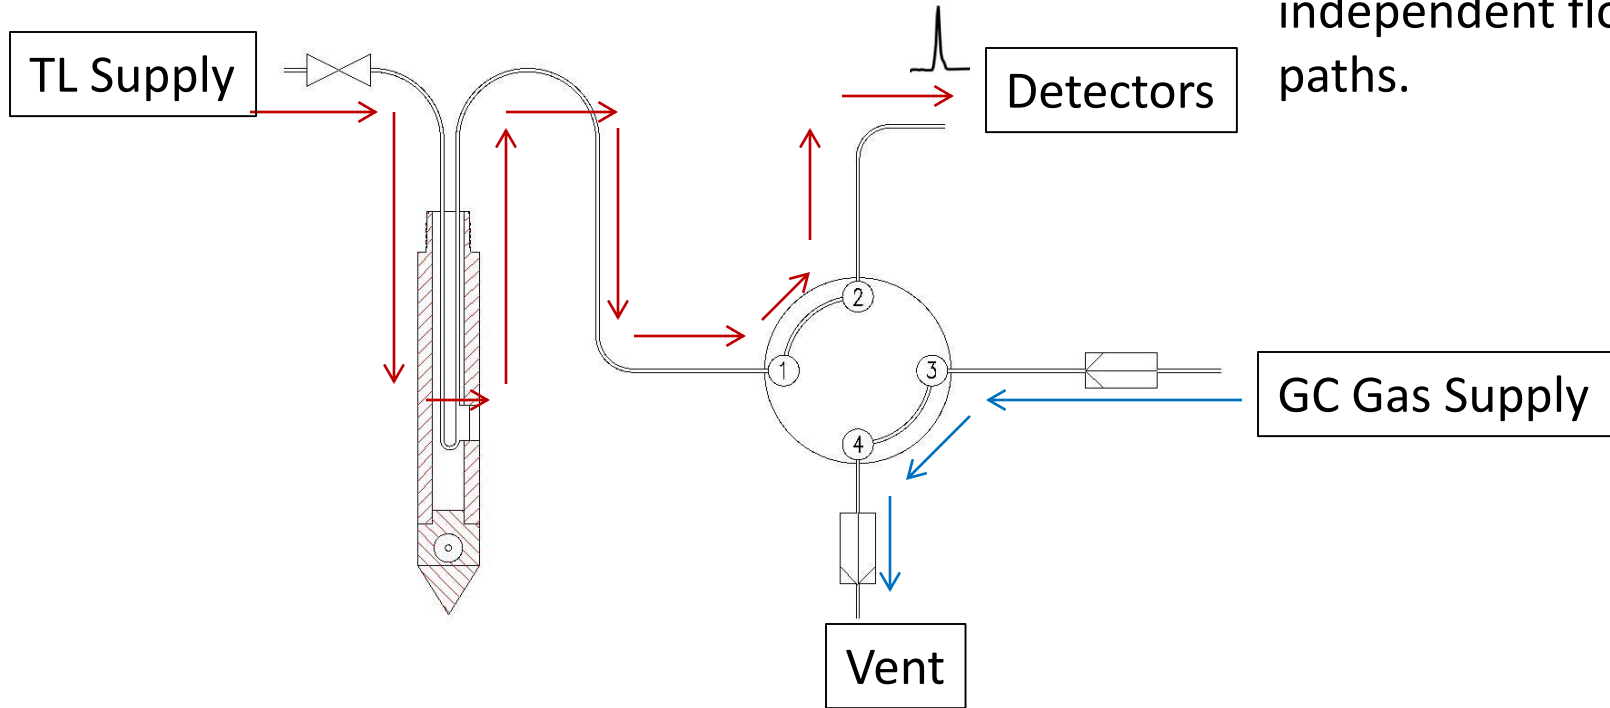 independent
paths.
TL Supply
Detectors
2
1
3
4
GC Gas Supply
Vent